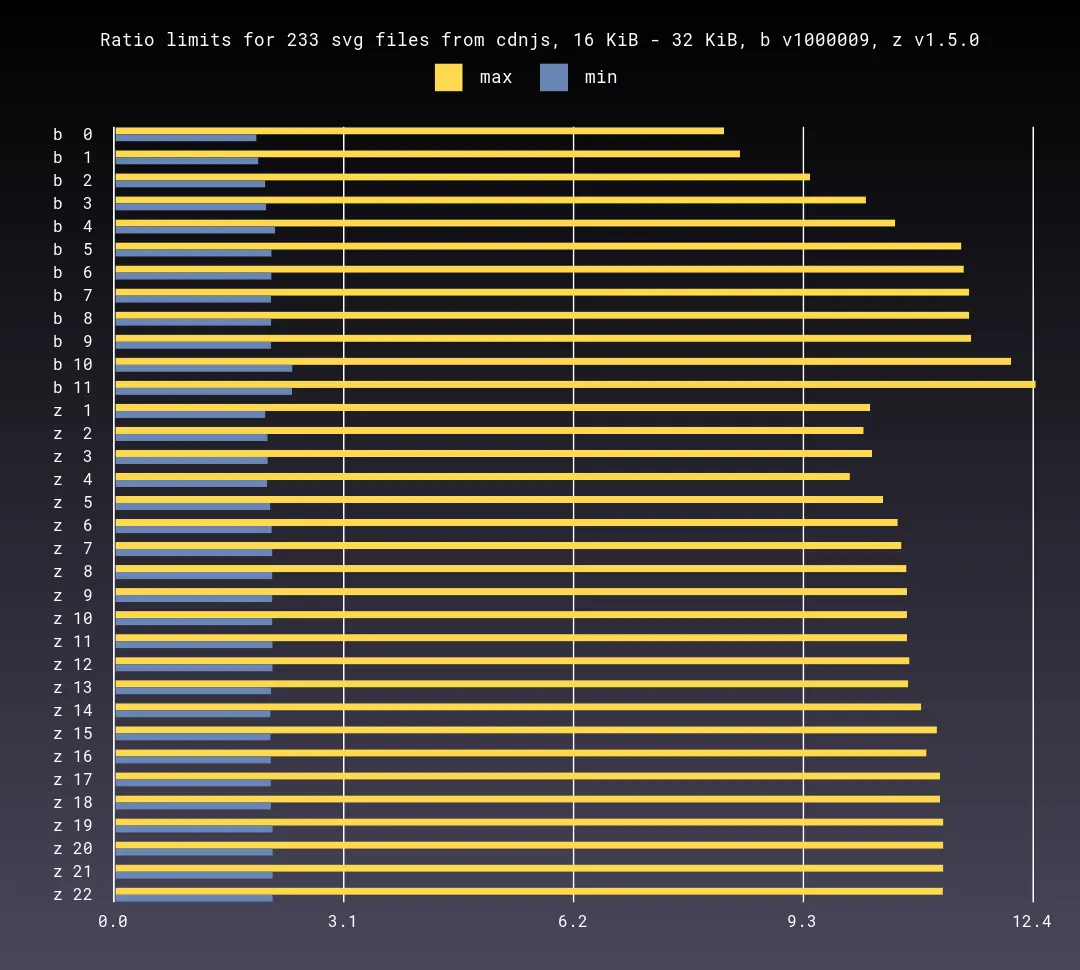 Ratio limits for 233 svg files from cdnjs, 16 KiB - 32 KiB, b v1000009, z v1.5.0
max min
b 0
b 1
b 2
b 3
b 4
b 5
b 6
b 7
b 8
b 9
b 10
b 11
z 1
z 2
z 3
z 4
z 5
z 6
z 7
z 8
z 9
z 10
z 11
z 12
z 13
z 14
z 15
z 16
z 17
z 18
z 19
z 20
z 21
z 22
0.0 3.1 6.2 9.3 12.4